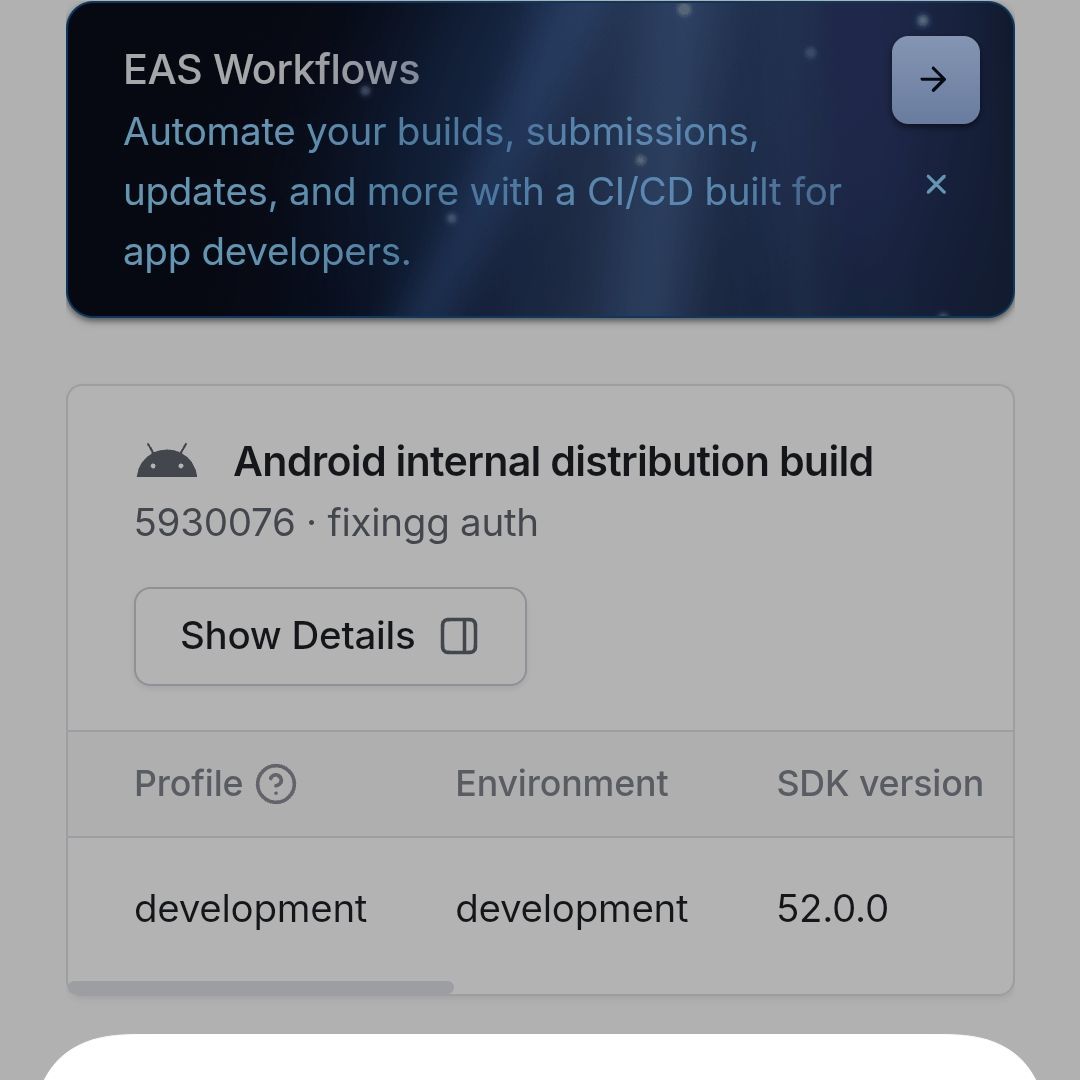 EAS Workflows
Automate your builds, submissions,
updates, and more with a CI/CD built for
app developers.
Android internal distribution build
5930076 · fixingg auth
Show Details
Profile Environment SDK version
development development 52.0.0